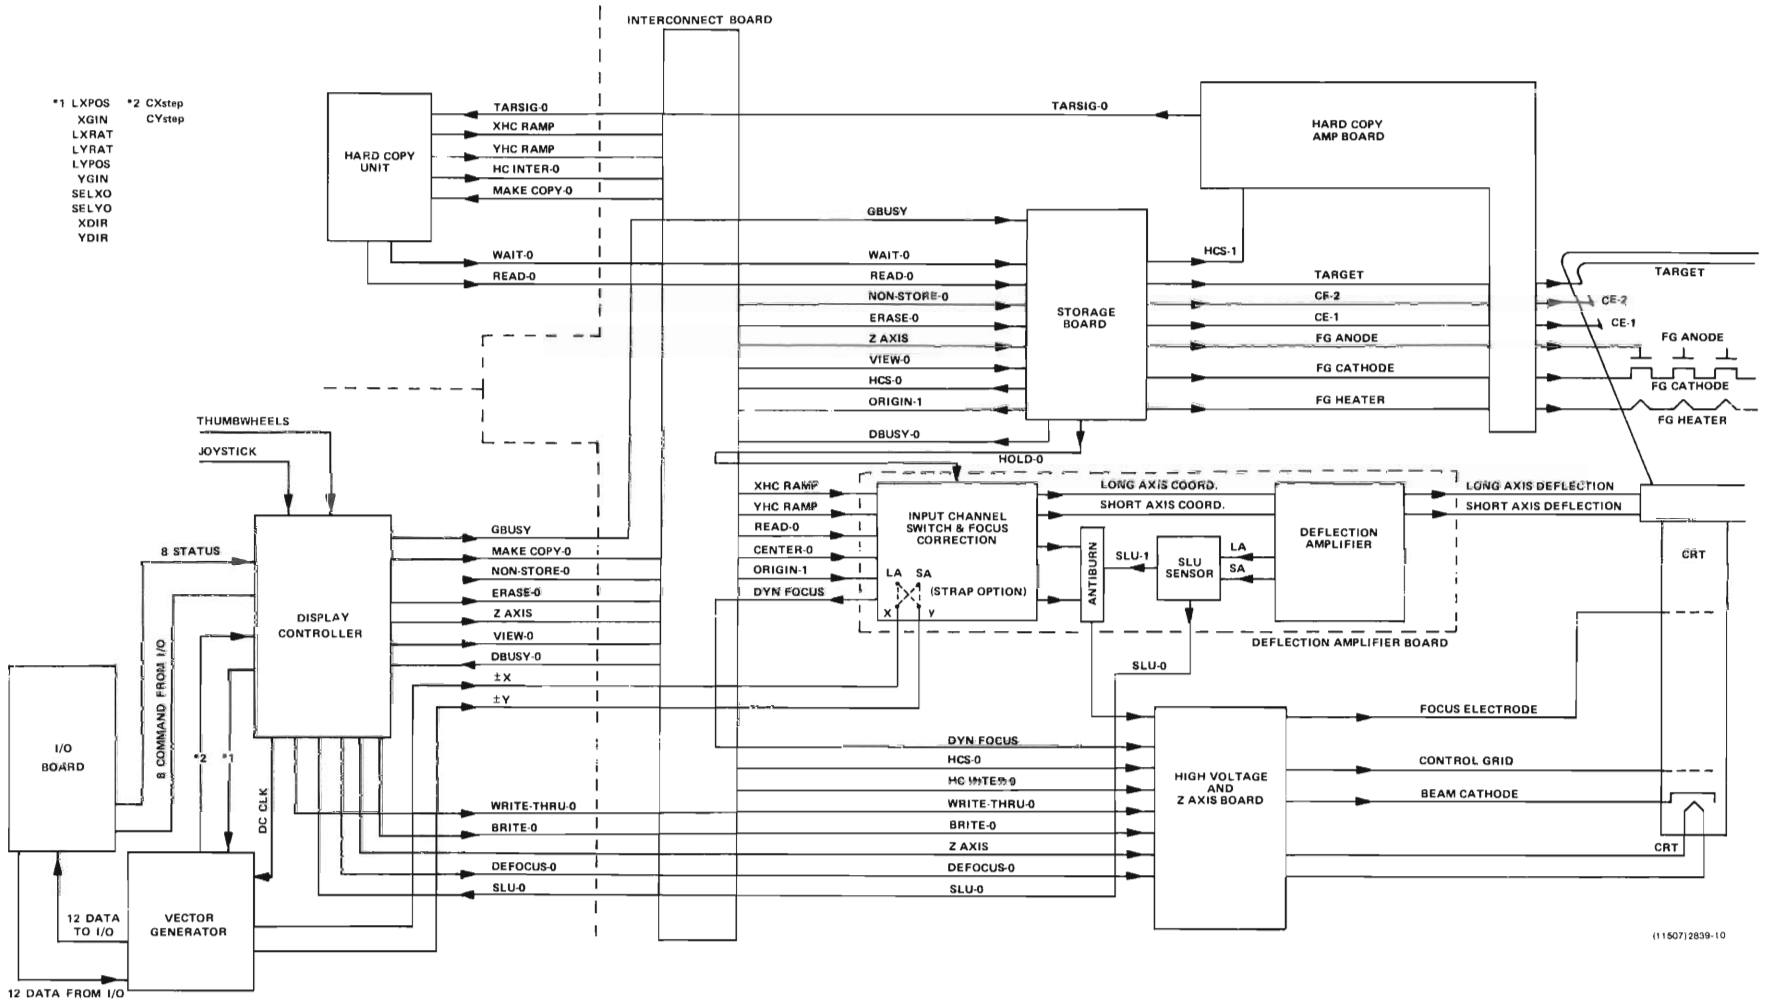 INTERCONNECT BOARD
*1 LXPOS *2 CXstep
XGIN CYstep
LXRAT
LYRAT
LYPOS
YGIN
SELXO
SELYO
XDIR
YDIR
HARD COPY
UNIT
TARSIG-0
XHC RAMP
YHC RAMP
HC INTER-0
MAKE COPY-0
WAIT-0
READ-0
TARSIG-0
HARD COPY
AMP BOARD
GBUSY
WAIT-0
READ-0
NON-STORE-0
ERASE-0
Z AXIS
VIEW-0
HCS-0
ORIGIN-1
DBUSY-0
HOLD-0
STORAGE
BOARD
HCS-1
TARGET
CE-2
CE-1
FG ANODE
FG CATHODE
FG HEATER
TARGET
CE-2
CE-1
FG ANODE
FG CATHODE
FG HEATER
THUMBWHEELS
JOYSTICK
8 STATUS
8 COMMAND FROM I/O
DISPLAY
CONTROLLER
GBUSY
MAKE COPY-0
NON-STORE-0
ERASE-0
Z AXIS
VIEW-0
DBUSY-0
±X
±Y
XHC RAMP
YHC RAMP
READ-0
CENTER-0
ORIGIN-1
DYN FOCUS
INPUT CHANNEL
SWITCH & FOCUS
CORRECTION
LA SA
(STRAP OPTION)
X Y
LONG AXIS COORD.
SHORT AXIS COORD.
ANTIBURN
SLU-1
SLU
SENSOR
LA
SA
DEFLECTION
AMPLIFIER
LONG AXIS DEFLECTION
SHORT AXIS DEFLECTION
CRT
DEFLECTION AMPLIFIER BOARD
SLU-0
I/O
BOARD
*2
*1
DC CLK
WRITE-THRU-0
BRITE-0
DEFOCUS-0
SLU-0
DYN FOCUS
HCS-0
HC INTER-0
WRITE-THRU-0
BRITE-0
Z AXIS
DEFOCUS-0
SLU-0
HIGH VOLTAGE
AND
Z AXIS BOARD
FOCUS ELECTRODE
CONTROL GRID
BEAM CATHODE
CRT
12 DATA
TO I/O
VECTOR
GENERATOR
12 DATA FROM I/O
(11507)2839-10